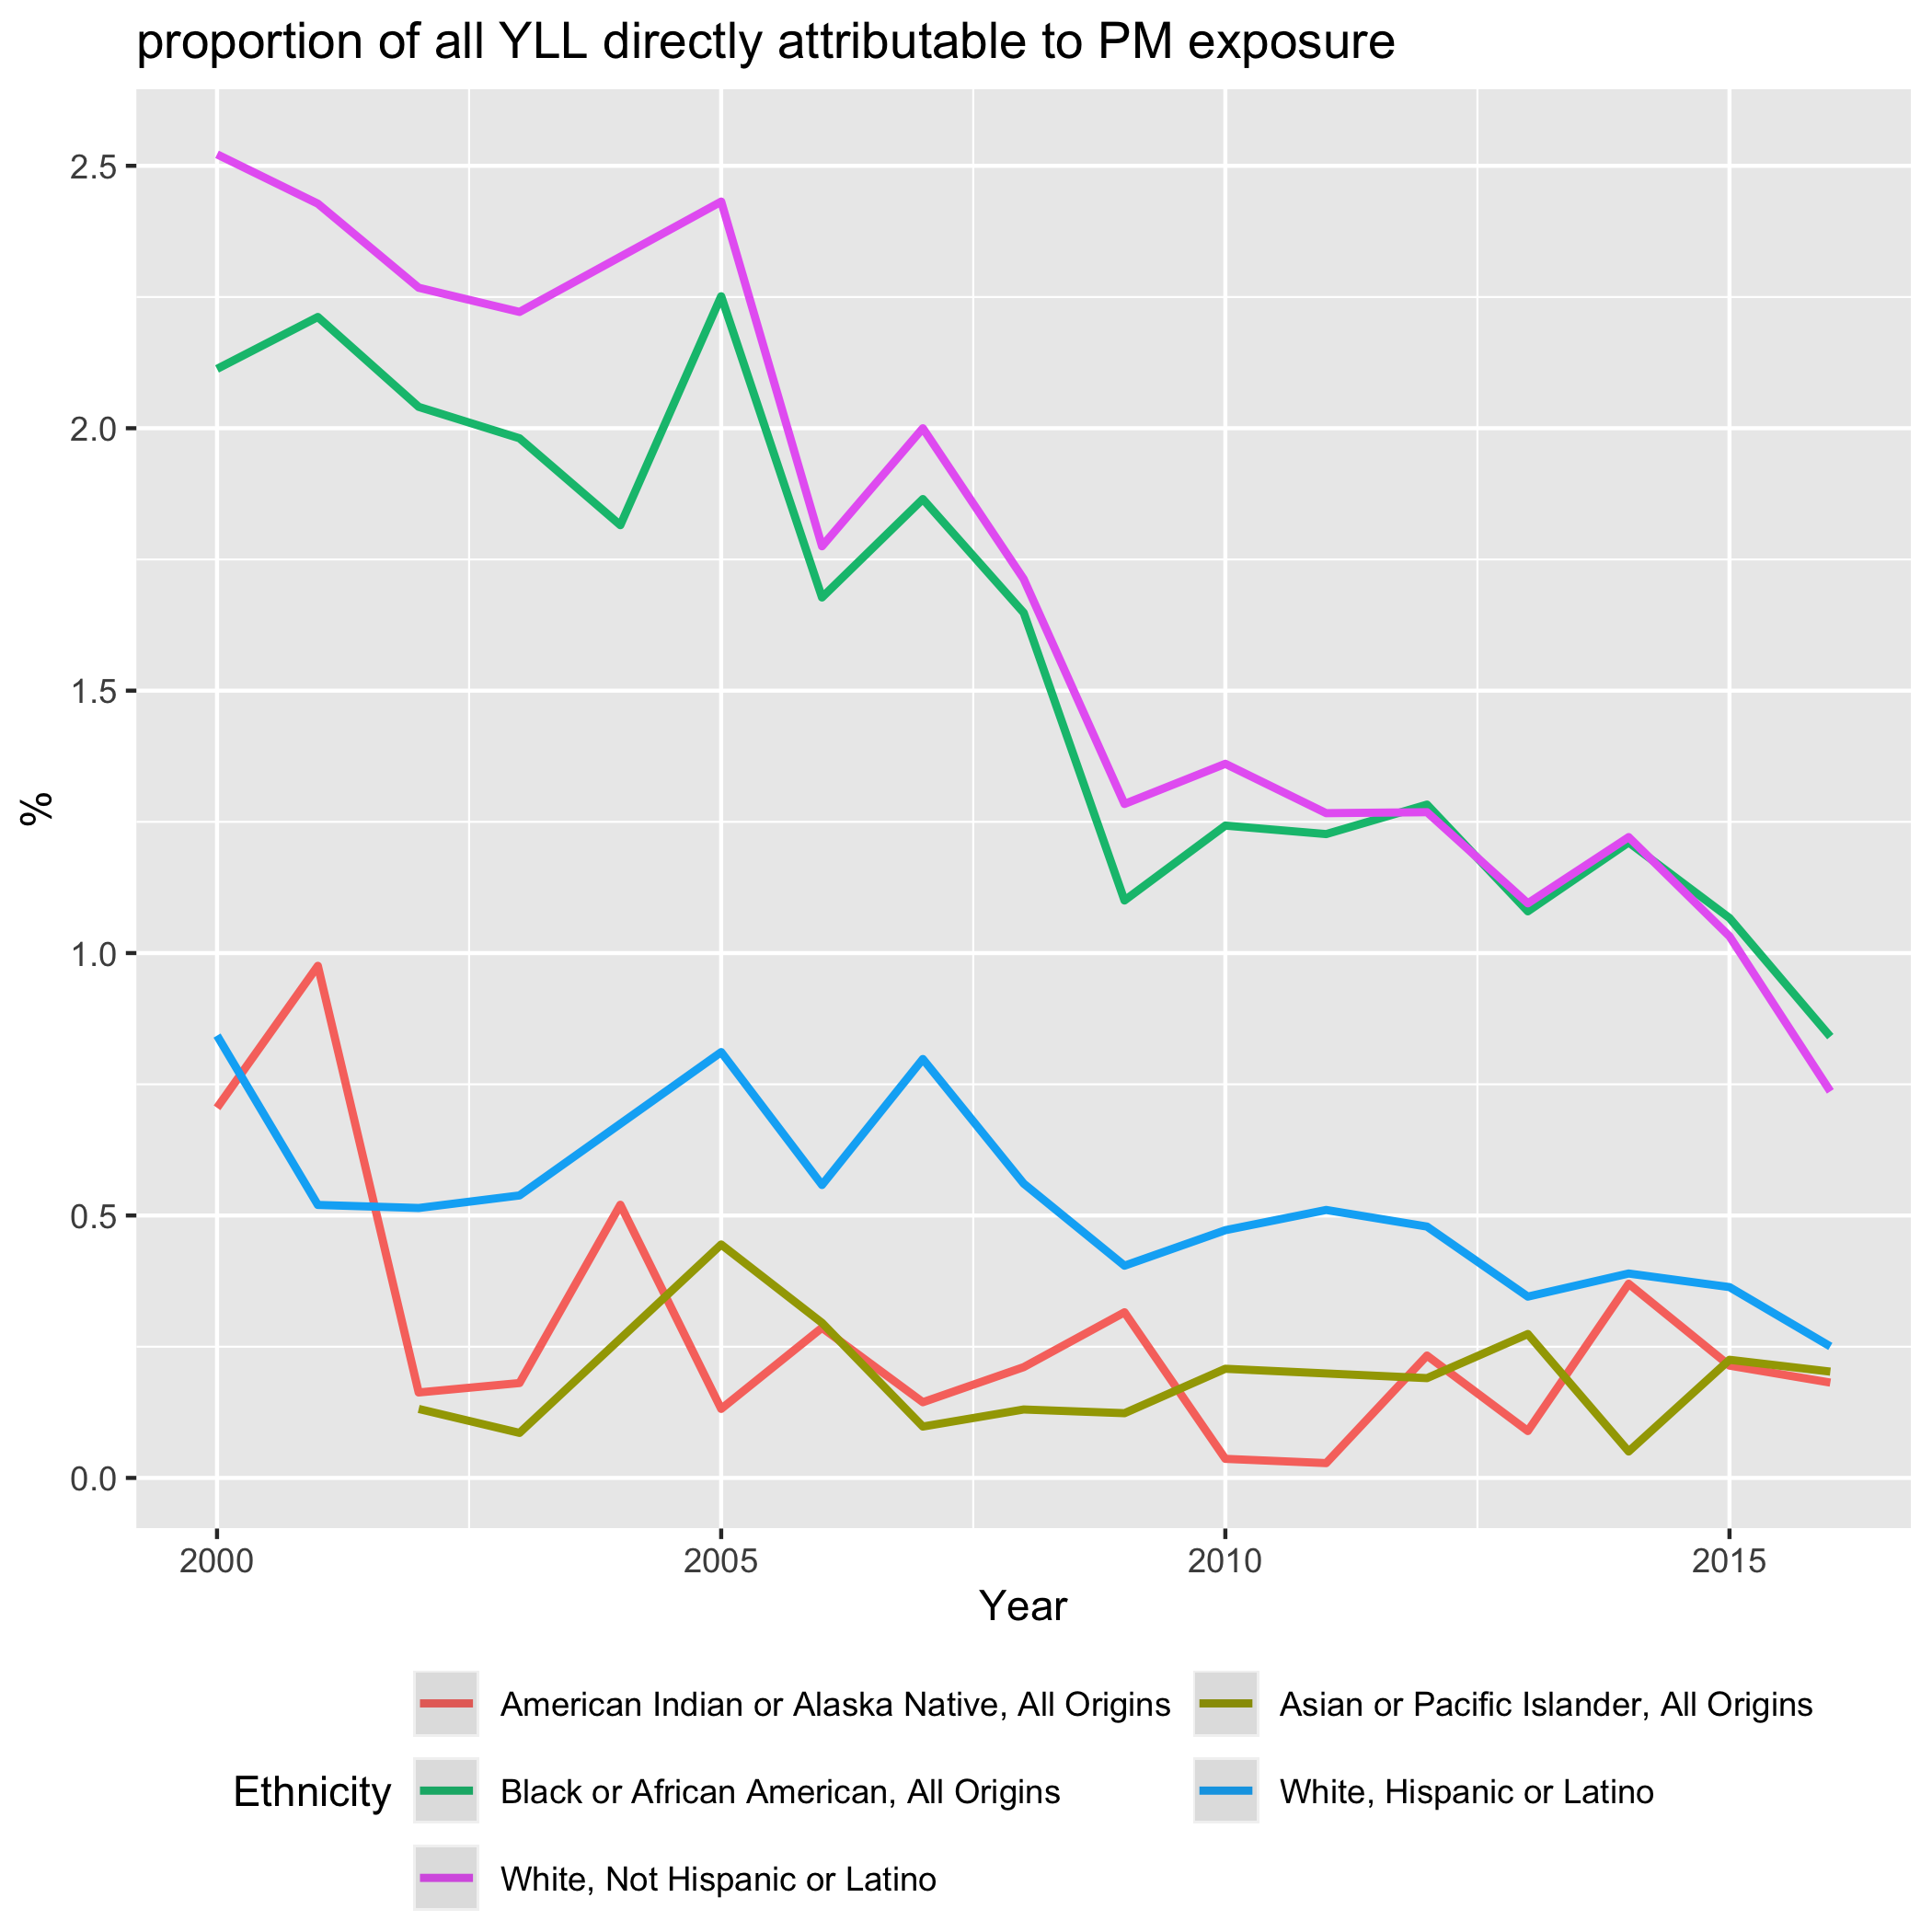 proportion of all YLL directly attributable to PM exposure
2.5
2.0
1.5
1.0
0.5
0.0
%
2000 2005 2010 2015
Year
Ethnicity
American Indian or Alaska Native, All Origins
Asian or Pacific Islander, All Origins
Black or African American, All Origins
White, Hispanic or Latino
White, Not Hispanic or Latino